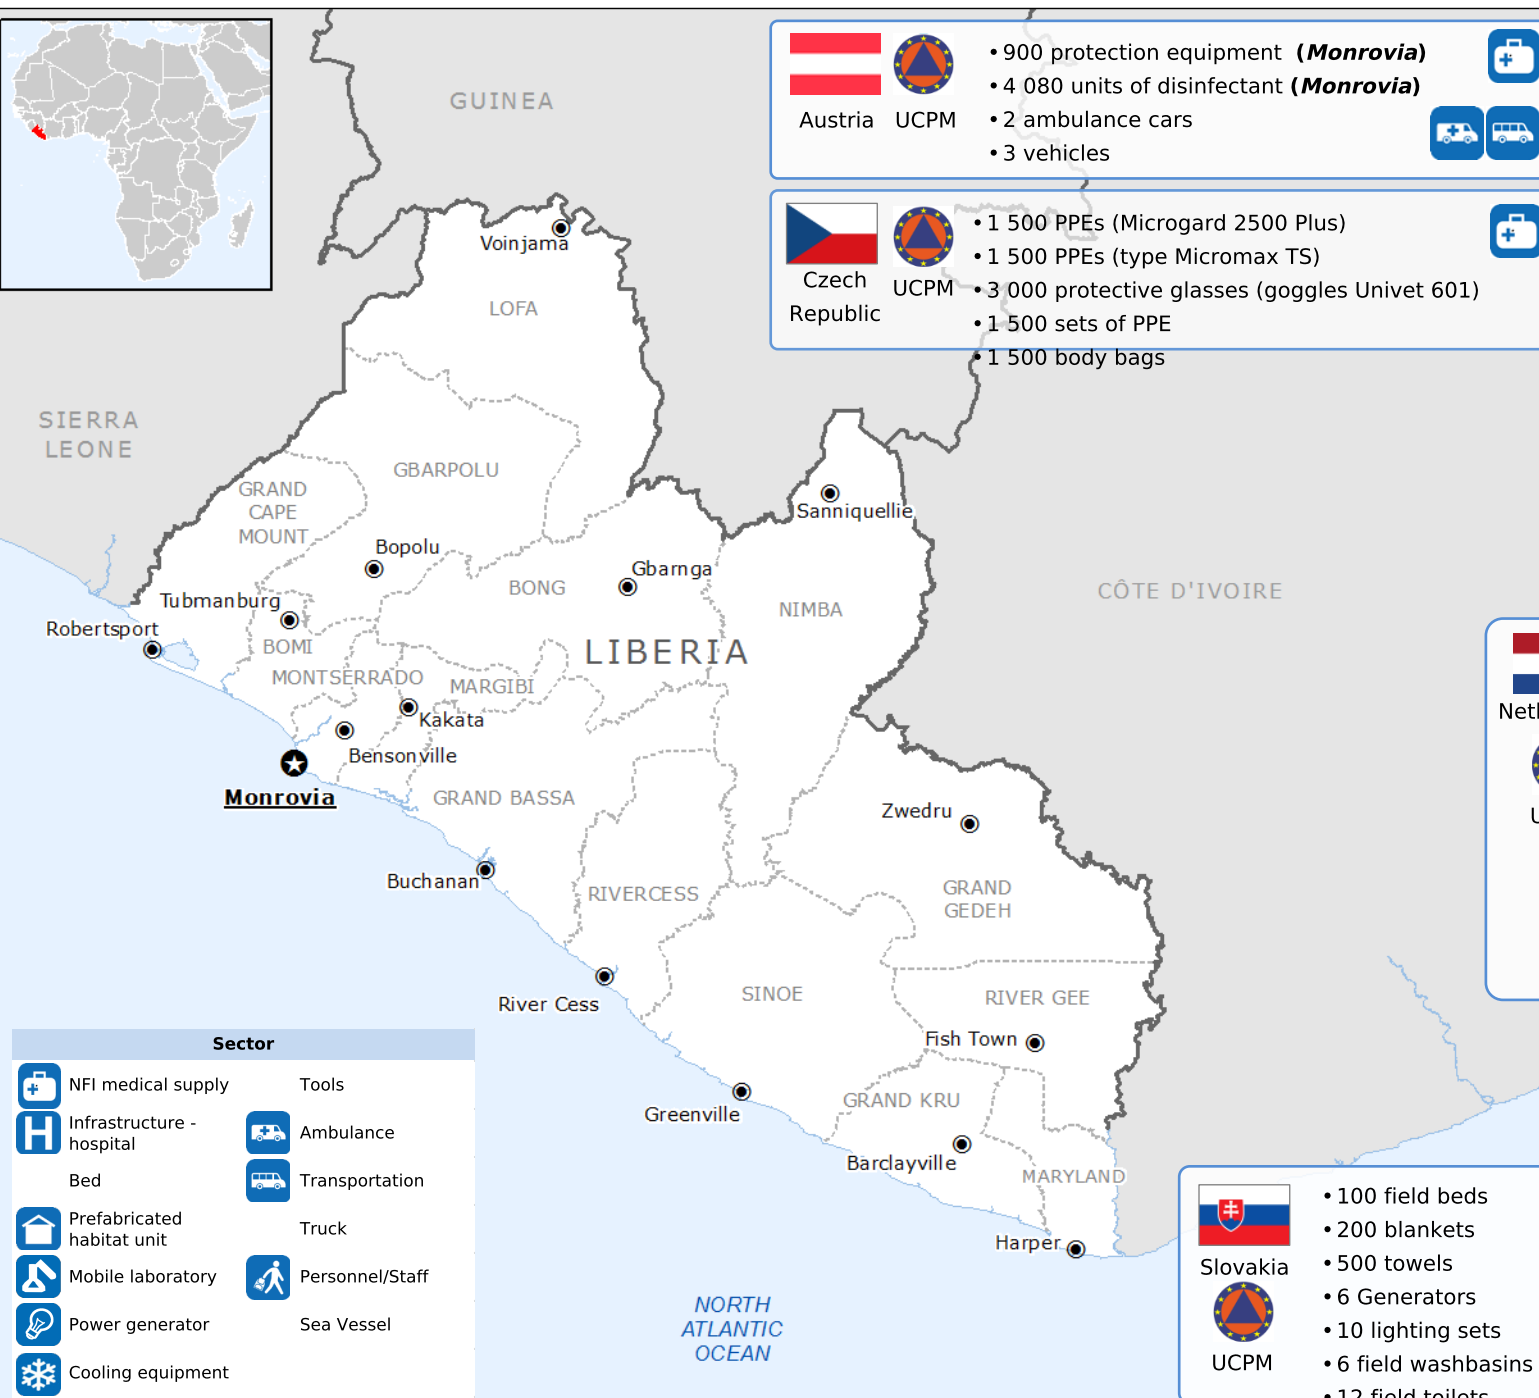 GUINEA
SIERRA
LEONE
CÔTE D'IVOIRE
LIBERIA
Voinjama
LOFA
GBARPOLU
GRAND
CAPE
MOUNT
Bopolu
Sanniquellie
Tubmanburg
BONG
Gbarnga
NIMBA
Robertsport
BOMI
MONTSERRADO
MARGIBI
Kakata
Bensonville
Monrovia
GRAND BASSA
Zwedru
Buchanan
RIVERCESS
GRAND
GEDEH
River Cess
SINOE
RIVER GEE
Fish Town
Greenville
GRAND KRU
Barclayville
MARYLAND
Harper
NORTH
ATLANTIC
OCEAN
Austria UCPM
• 900 protection equipment (Monrovia)
• 4 080 units of disinfectant (Monrovia)
• 2 ambulance cars
• 3 vehicles
Czech
Republic
UCPM
• 1 500 PPEs (Microgard 2500 Plus)
• 1 500 PPEs (type Micromax TS)
• 3 000 protective glasses (goggles Univet 601)
• 1 500 sets of PPE
• 1 500 body bags
Slovakia
UCPM
• 100 field beds
• 200 blankets
• 500 towels
• 6 Generators
• 10 lighting sets
• 6 field washbasins
• 12 field toilets
Sector
NFI medical supply
Tools
Infrastructure -
hospital
Ambulance
Bed
Transportation
Prefabricated
habitat unit
Truck
Mobile laboratory
Personnel/Staff
Power generator
Sea Vessel
Cooling equipment